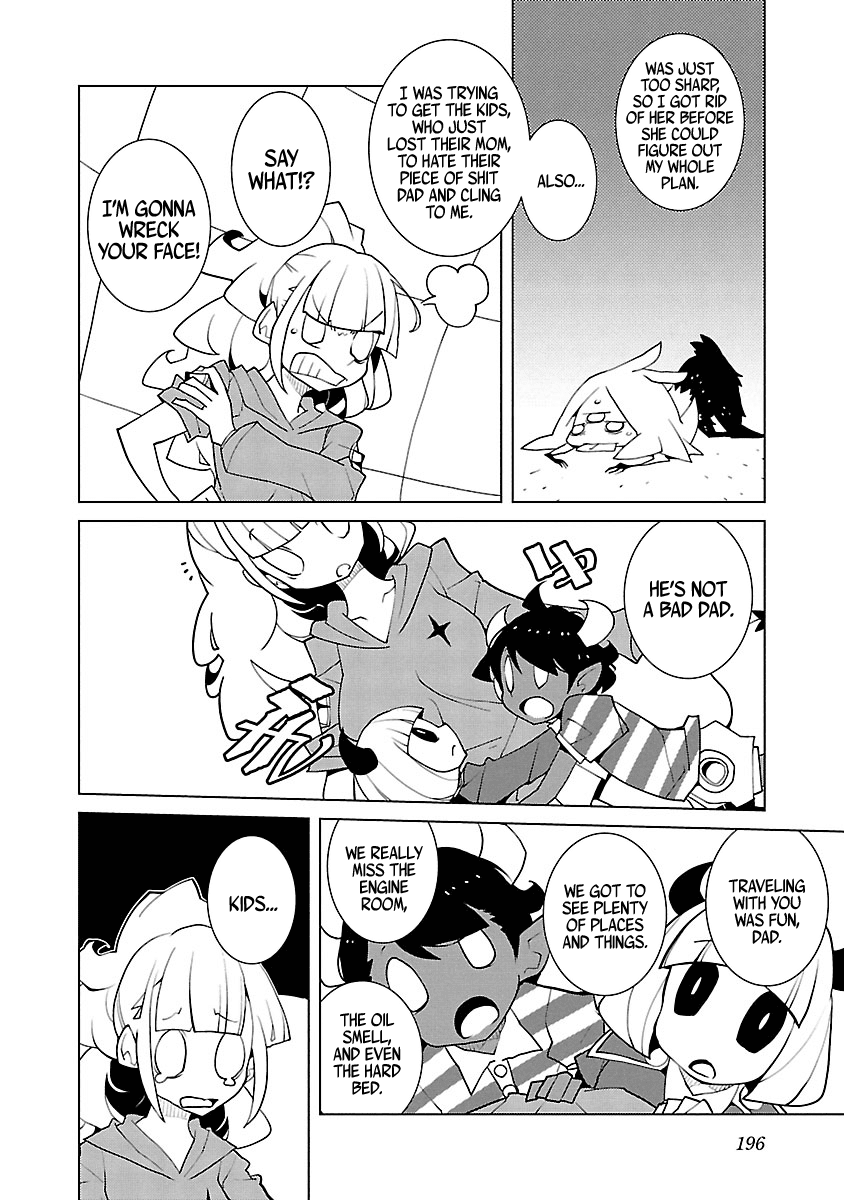 WAS JUST
TOO SHARP,
SO I GOT RID
OF HER BEFORE
SHE COULD
FIGURE OUT
MY WHOLE
PLAN.
ALSO...
I WAS TRYING
TO GET THE KIDS,
WHO JUST
LOST THEIR MOM,
TO HATE THEIR
PIECE OF SHIT
DAD AND CLING
TO ME.
SAY
WHAT!?
I'M GONNA
WRECK
YOUR FACE!
HE'S NOT
A BAD DAD.
TRAVELING
WITH YOU
WAS FUN,
DAD.
WE GOT TO
SEE PLENTY
OF PLACES
AND THINGS.
WE REALLY
MISS THE
ENGINE
ROOM,
THE OIL
SMELL,
AND EVEN
THE HARD
BED.
KIDS...
196